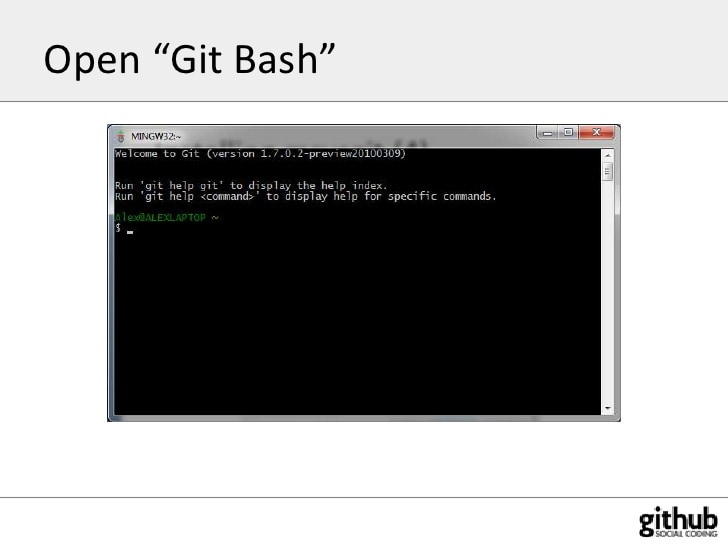 Open “Git Bash”
MINGW32:~
Welcome to Git (version 1.7.0.2-preview20100309)
Run 'git help git' to display the help index.
Run 'git help <command>' to display help for specific commands.
Alex@ALEXLAPTOP ~
$
github
SOCIAL CODING